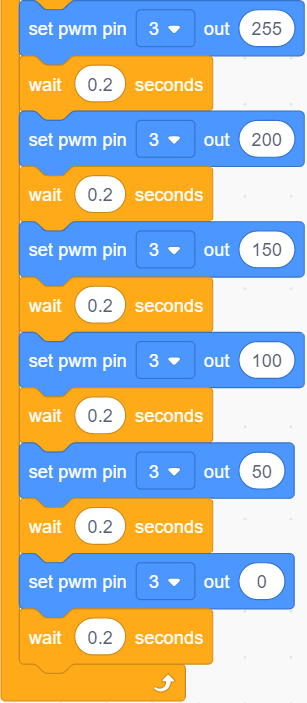 set pwm pin 3 out 255
wait 0.2 seconds
set pwm pin 3 out 200
wait 0.2 seconds
set pwm pin 3 out 150
wait 0.2 seconds
set pwm pin 3 out 100
wait 0.2 seconds
set pwm pin 3 out 50
wait 0.2 seconds
set pwm pin 3 out 0
wait 0.2 seconds